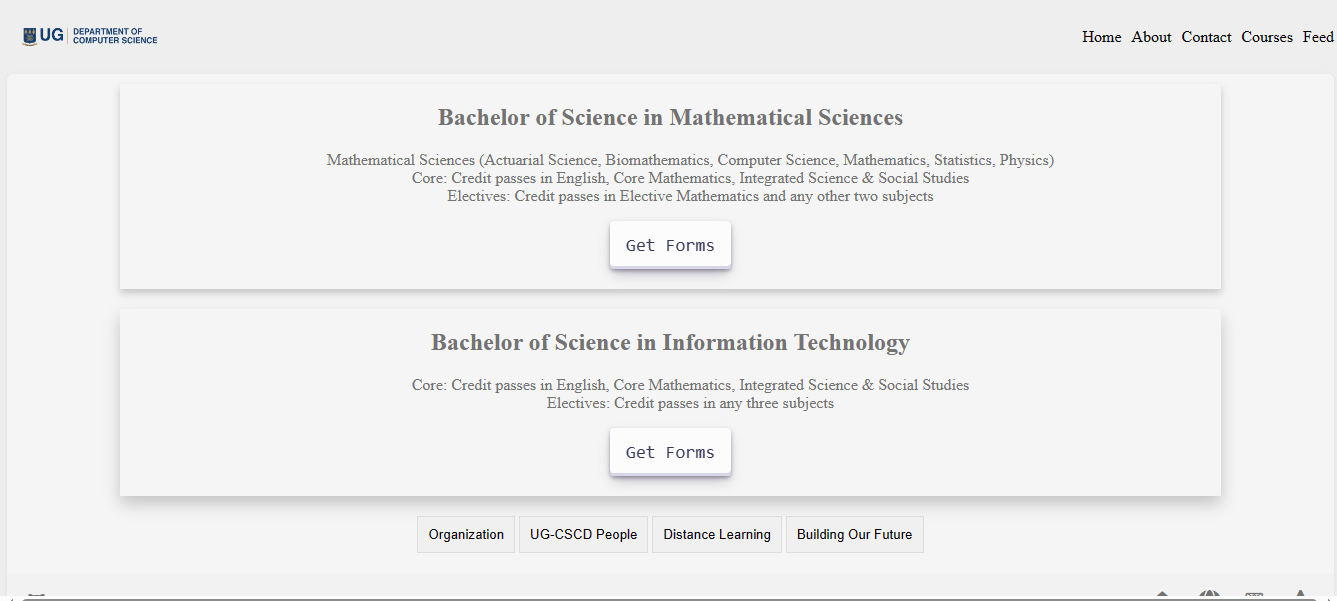 UG DEPARTMENT OF
COMPUTER SCIENCE
Home About Contact Courses Feed
Bachelor of Science in Mathematical Sciences
Mathematical Sciences (Actuarial Science, Biomathematics, Computer Science, Mathematics, Statistics, Physics)
Core: Credit passes in English, Core Mathematics, Integrated Science & Social Studies
Electives: Credit passes in Elective Mathematics and any other two subjects
Get Forms
Bachelor of Science in Information Technology
Core: Credit passes in English, Core Mathematics, Integrated Science & Social Studies
Electives: Credit passes in any three subjects
Get Forms
Organization UG-CSCD People Distance Learning Building Our Future